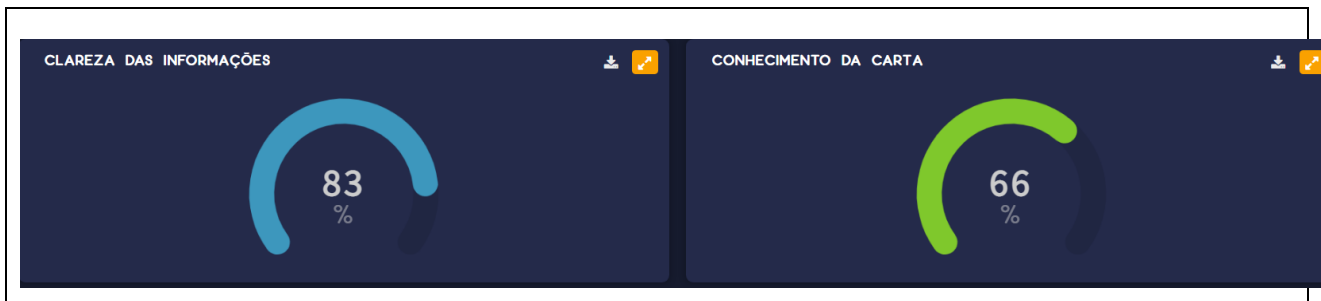 CLAREZA DAS INFORMAÇÕES
83
%
CONHECIMENTO DA CARTA
66
%